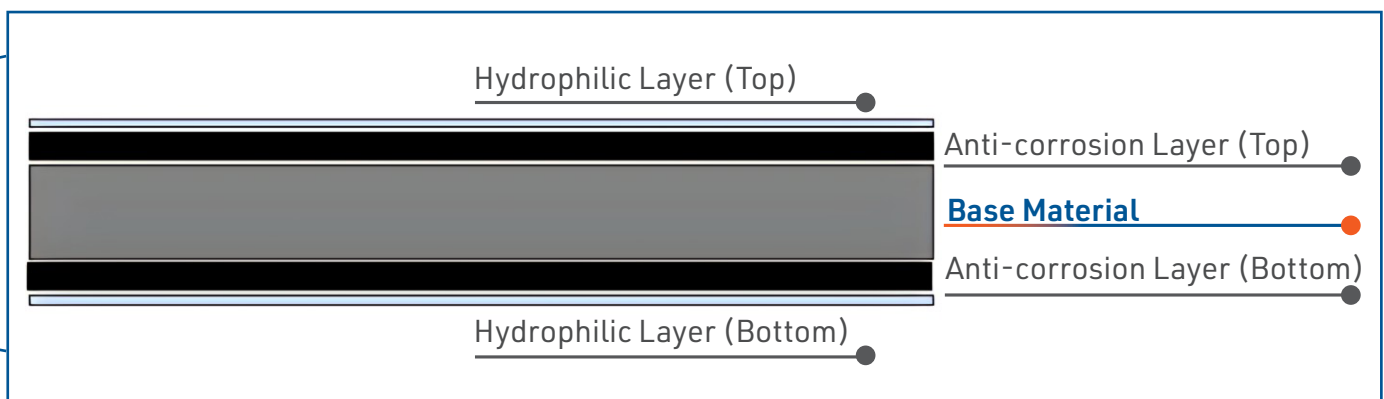 Hydrophilic Layer (Top)
Anti-corrosion Layer (Top)
Base Material
Anti-corrosion Layer (Bottom)
Hydrophilic Layer (Bottom)